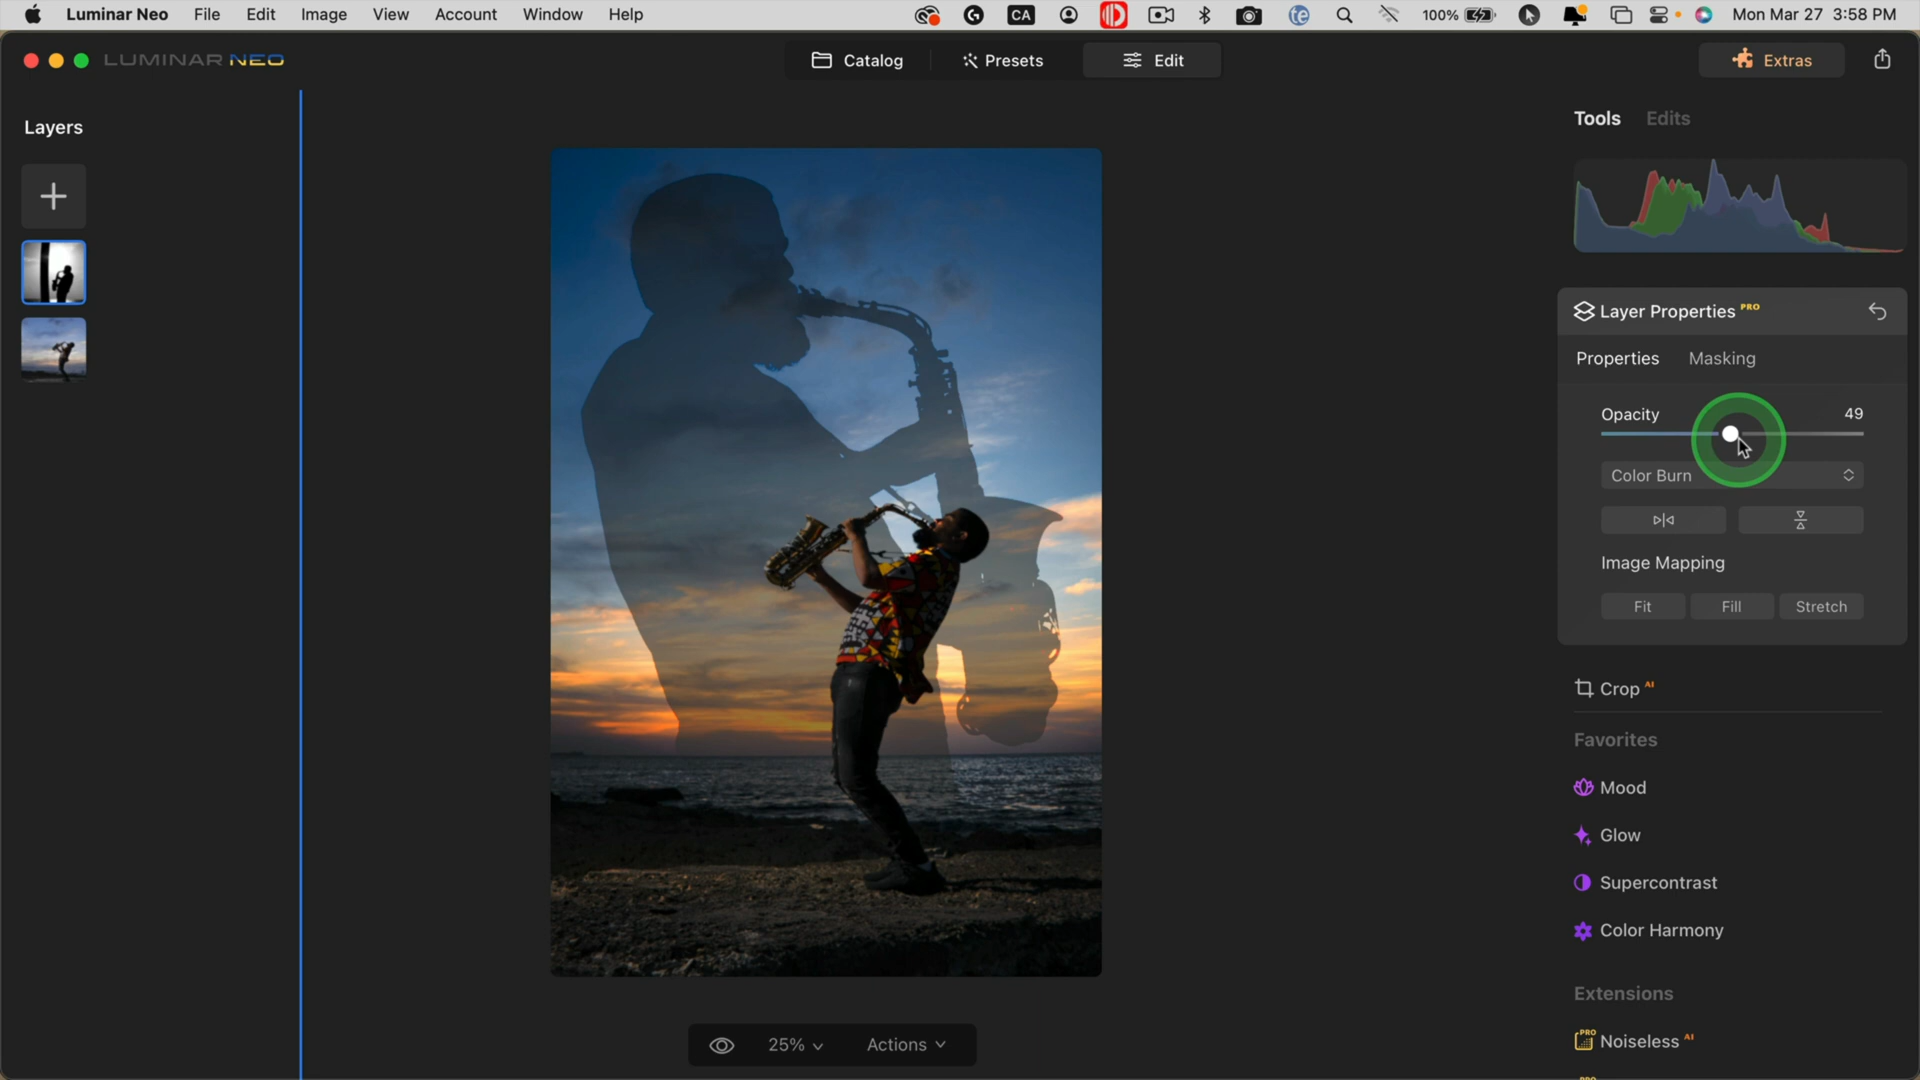 Luminar Neo File Edit Image View Account Window Help CA te 100% Mon Mar 27 3:58 PM
LUMINAR NEO Catalog Presets Edit Extras
Layers
Tools Edits
Layer Properties PRO
Properties Masking
Opacity 49
Color Burn
Image Mapping
Fit Fill Stretch
Crop AI
Favorites
Mood
Glow
Supercontrast
Color Harmony
Extensions
PRO
Noiseless AI
25% Actions